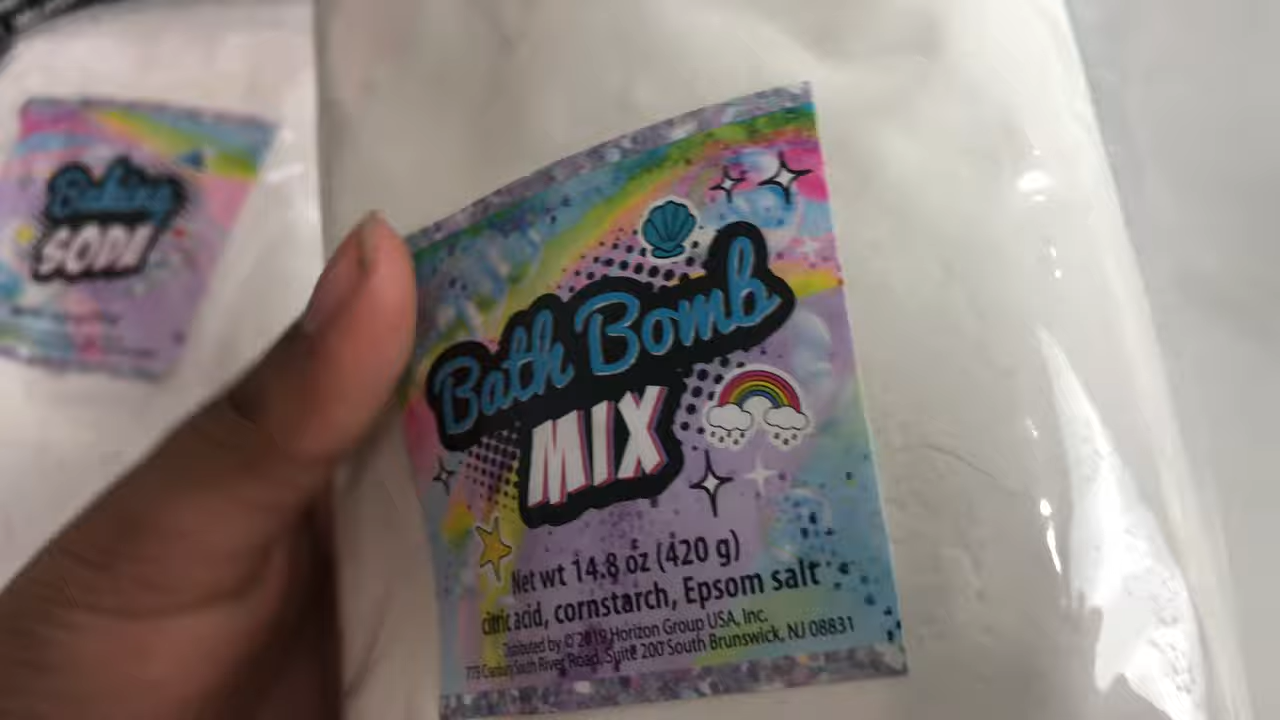 Baking
SODA
Bath Bomb
MIX
Net wt 14.8 oz (420 g)
citric acid, cornstarch, Epsom salt
Distributed by © 2019 Horizon Group USA, Inc.
South River Road, Suite 200 South Brunswick, NJ 08831